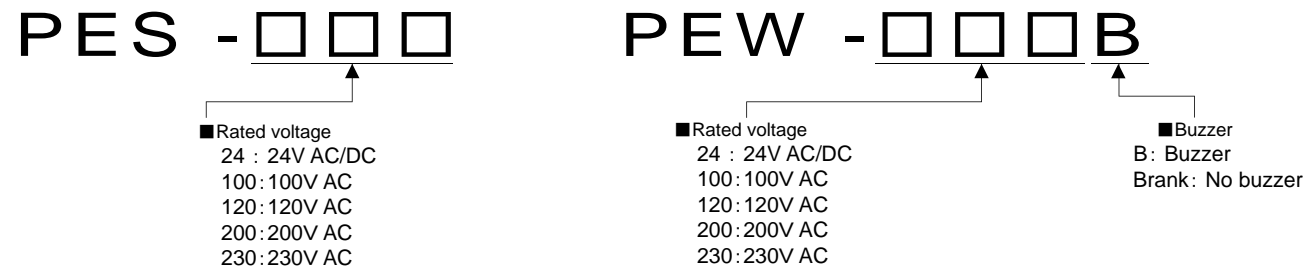 PES -□□□
■Rated voltage
24 : 24V AC/DC
100:100V AC
120:120V AC
200:200V AC
230:230V AC
PEW -□□□B
■Rated voltage
24 : 24V AC/DC
100:100V AC
120:120V AC
200:200V AC
230:230V AC
■Buzzer
B: Buzzer
Brank: No buzzer